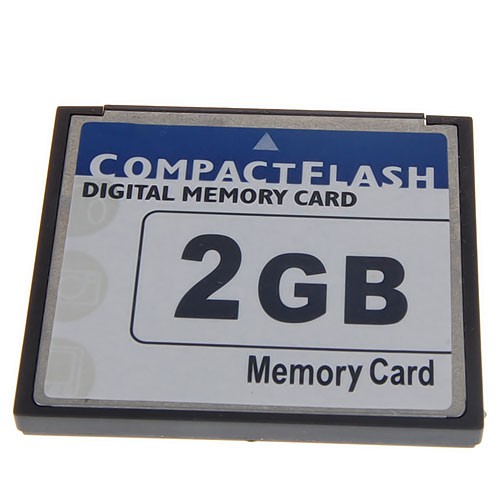 COMPACTFLASH
DIGITAL MEMORY CARD
2GB
Memory Card